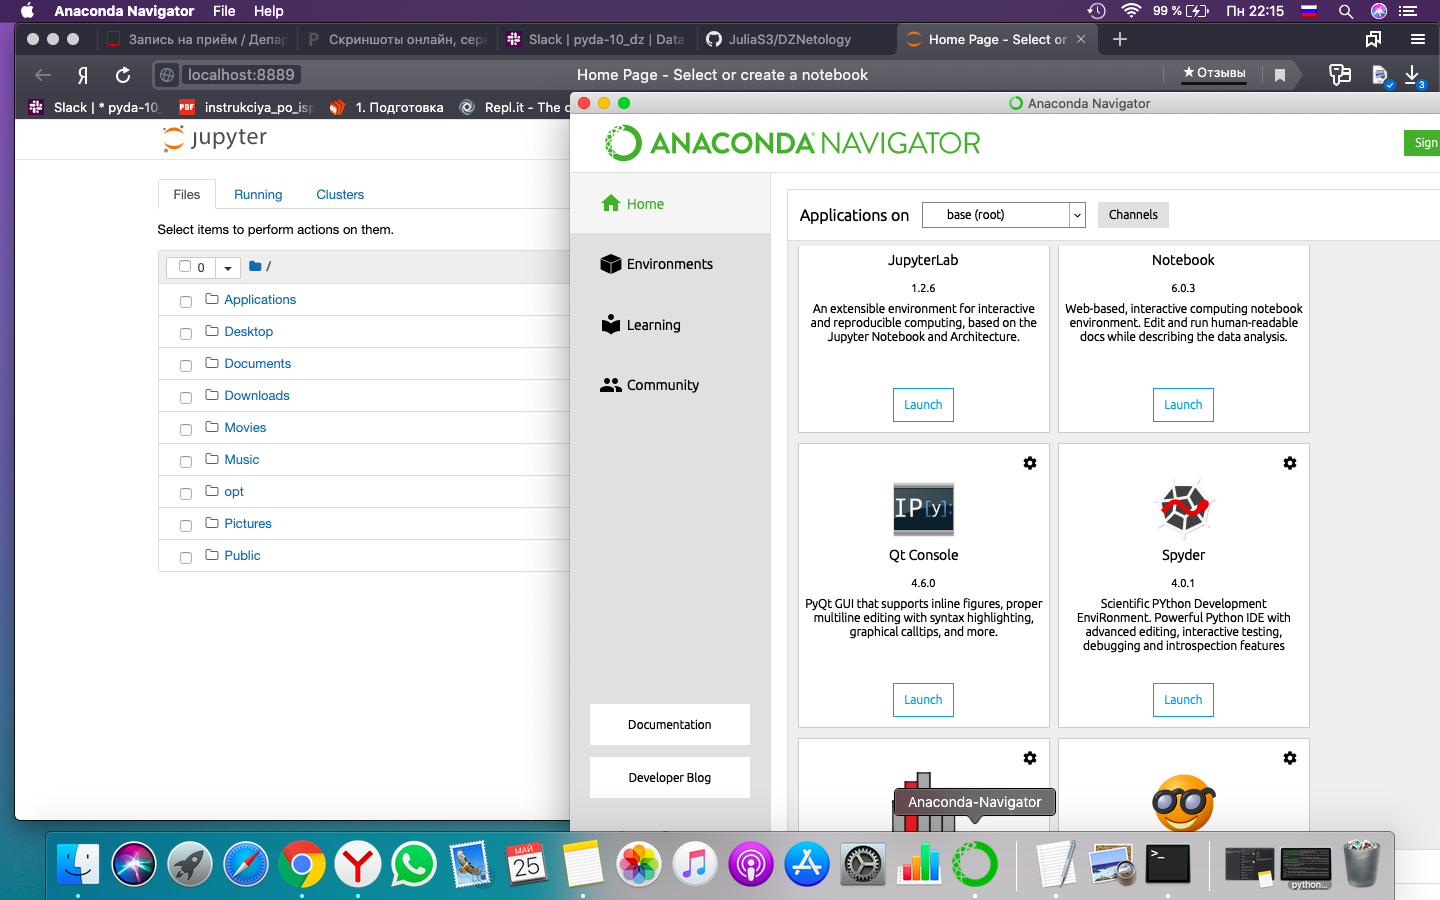 Anaconda Navigator File Help
99 % Пн 22:15
Запись на приём / Депар
Скриншоты онлайн, серв
Slack | pyda-10_dz | Data
JuliaS3/DZNetology
Home Page - Select or
Я localhost:8889 Home Page - Select or create a notebook ★ Отзывы 3
Slack | * pyda-10_
PDF instrukciya_po_isp
1. Подготовка
Repl.it - The c
jupyter
Files Running Clusters
Select items to perform actions on them.
0 /
Applications
Desktop
Documents
Downloads
Movies
Music
opt
Pictures
Public
Anaconda Navigator
ANACONDA NAVIGATOR
Sign
Home
Environments
Learning
Community
Documentation
Developer Blog
Applications on base (root) Channels
JupyterLab
1.2.6
An extensible environment for interactive
and reproducible computing, based on the
Jupyter Notebook and Architecture.
Launch
Notebook
6.0.3
Web-based, interactive computing notebook
environment. Edit and run human-readable
docs while describing the data analysis.
Launch
IP[y]:
Qt Console
4.6.0
PyQt GUI that supports inline figures, proper
multiline editing with syntax highlighting,
graphical calltips, and more.
Launch
Spyder
4.0.1
Scientific PYthon Development
EnviRonment. Powerful Python IDE with
advanced editing, interactive testing,
debugging and introspection features
Launch
Anaconda-Navigator
МАЙ
25
>_
python...